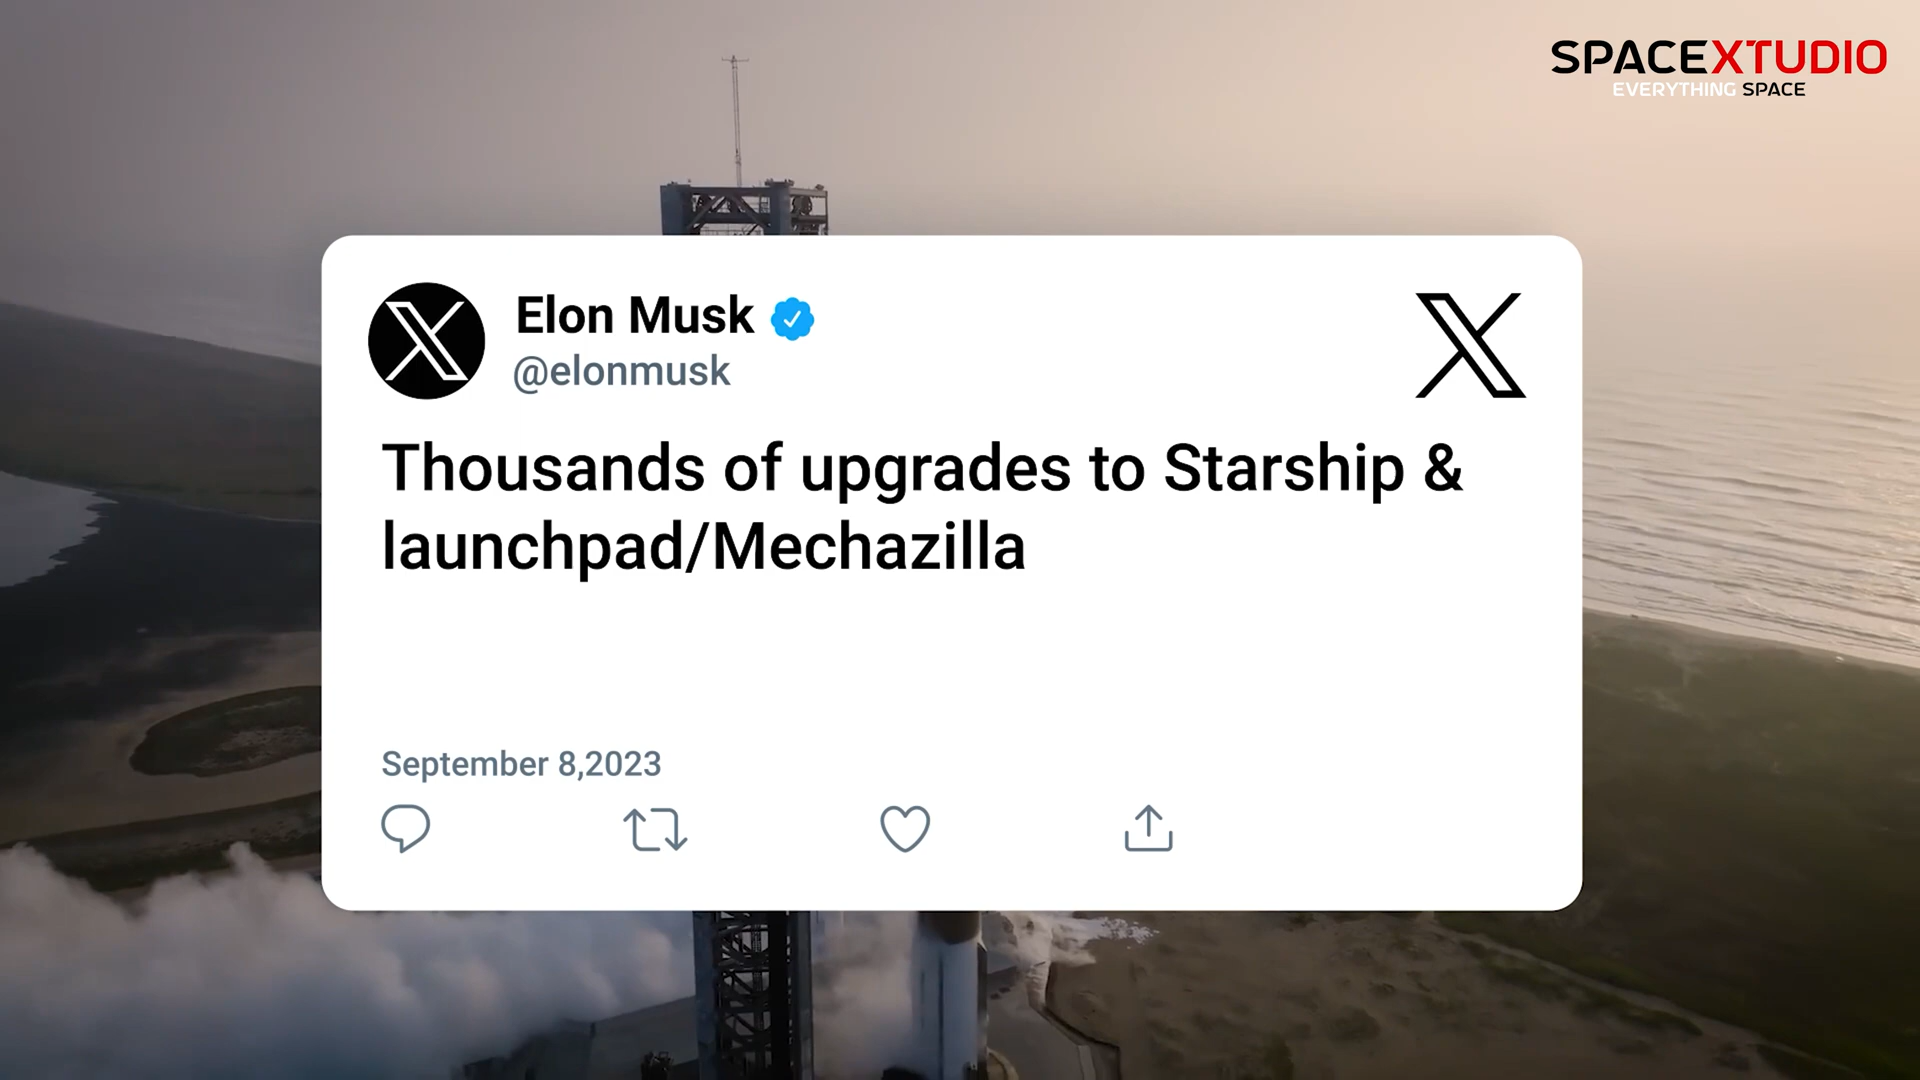 SPACEXTUDIO
EVERYTHING SPACE
Elon Musk
@elonmusk
Thousands of upgrades to Starship &
launchpad/Mechazilla
September 8,2023